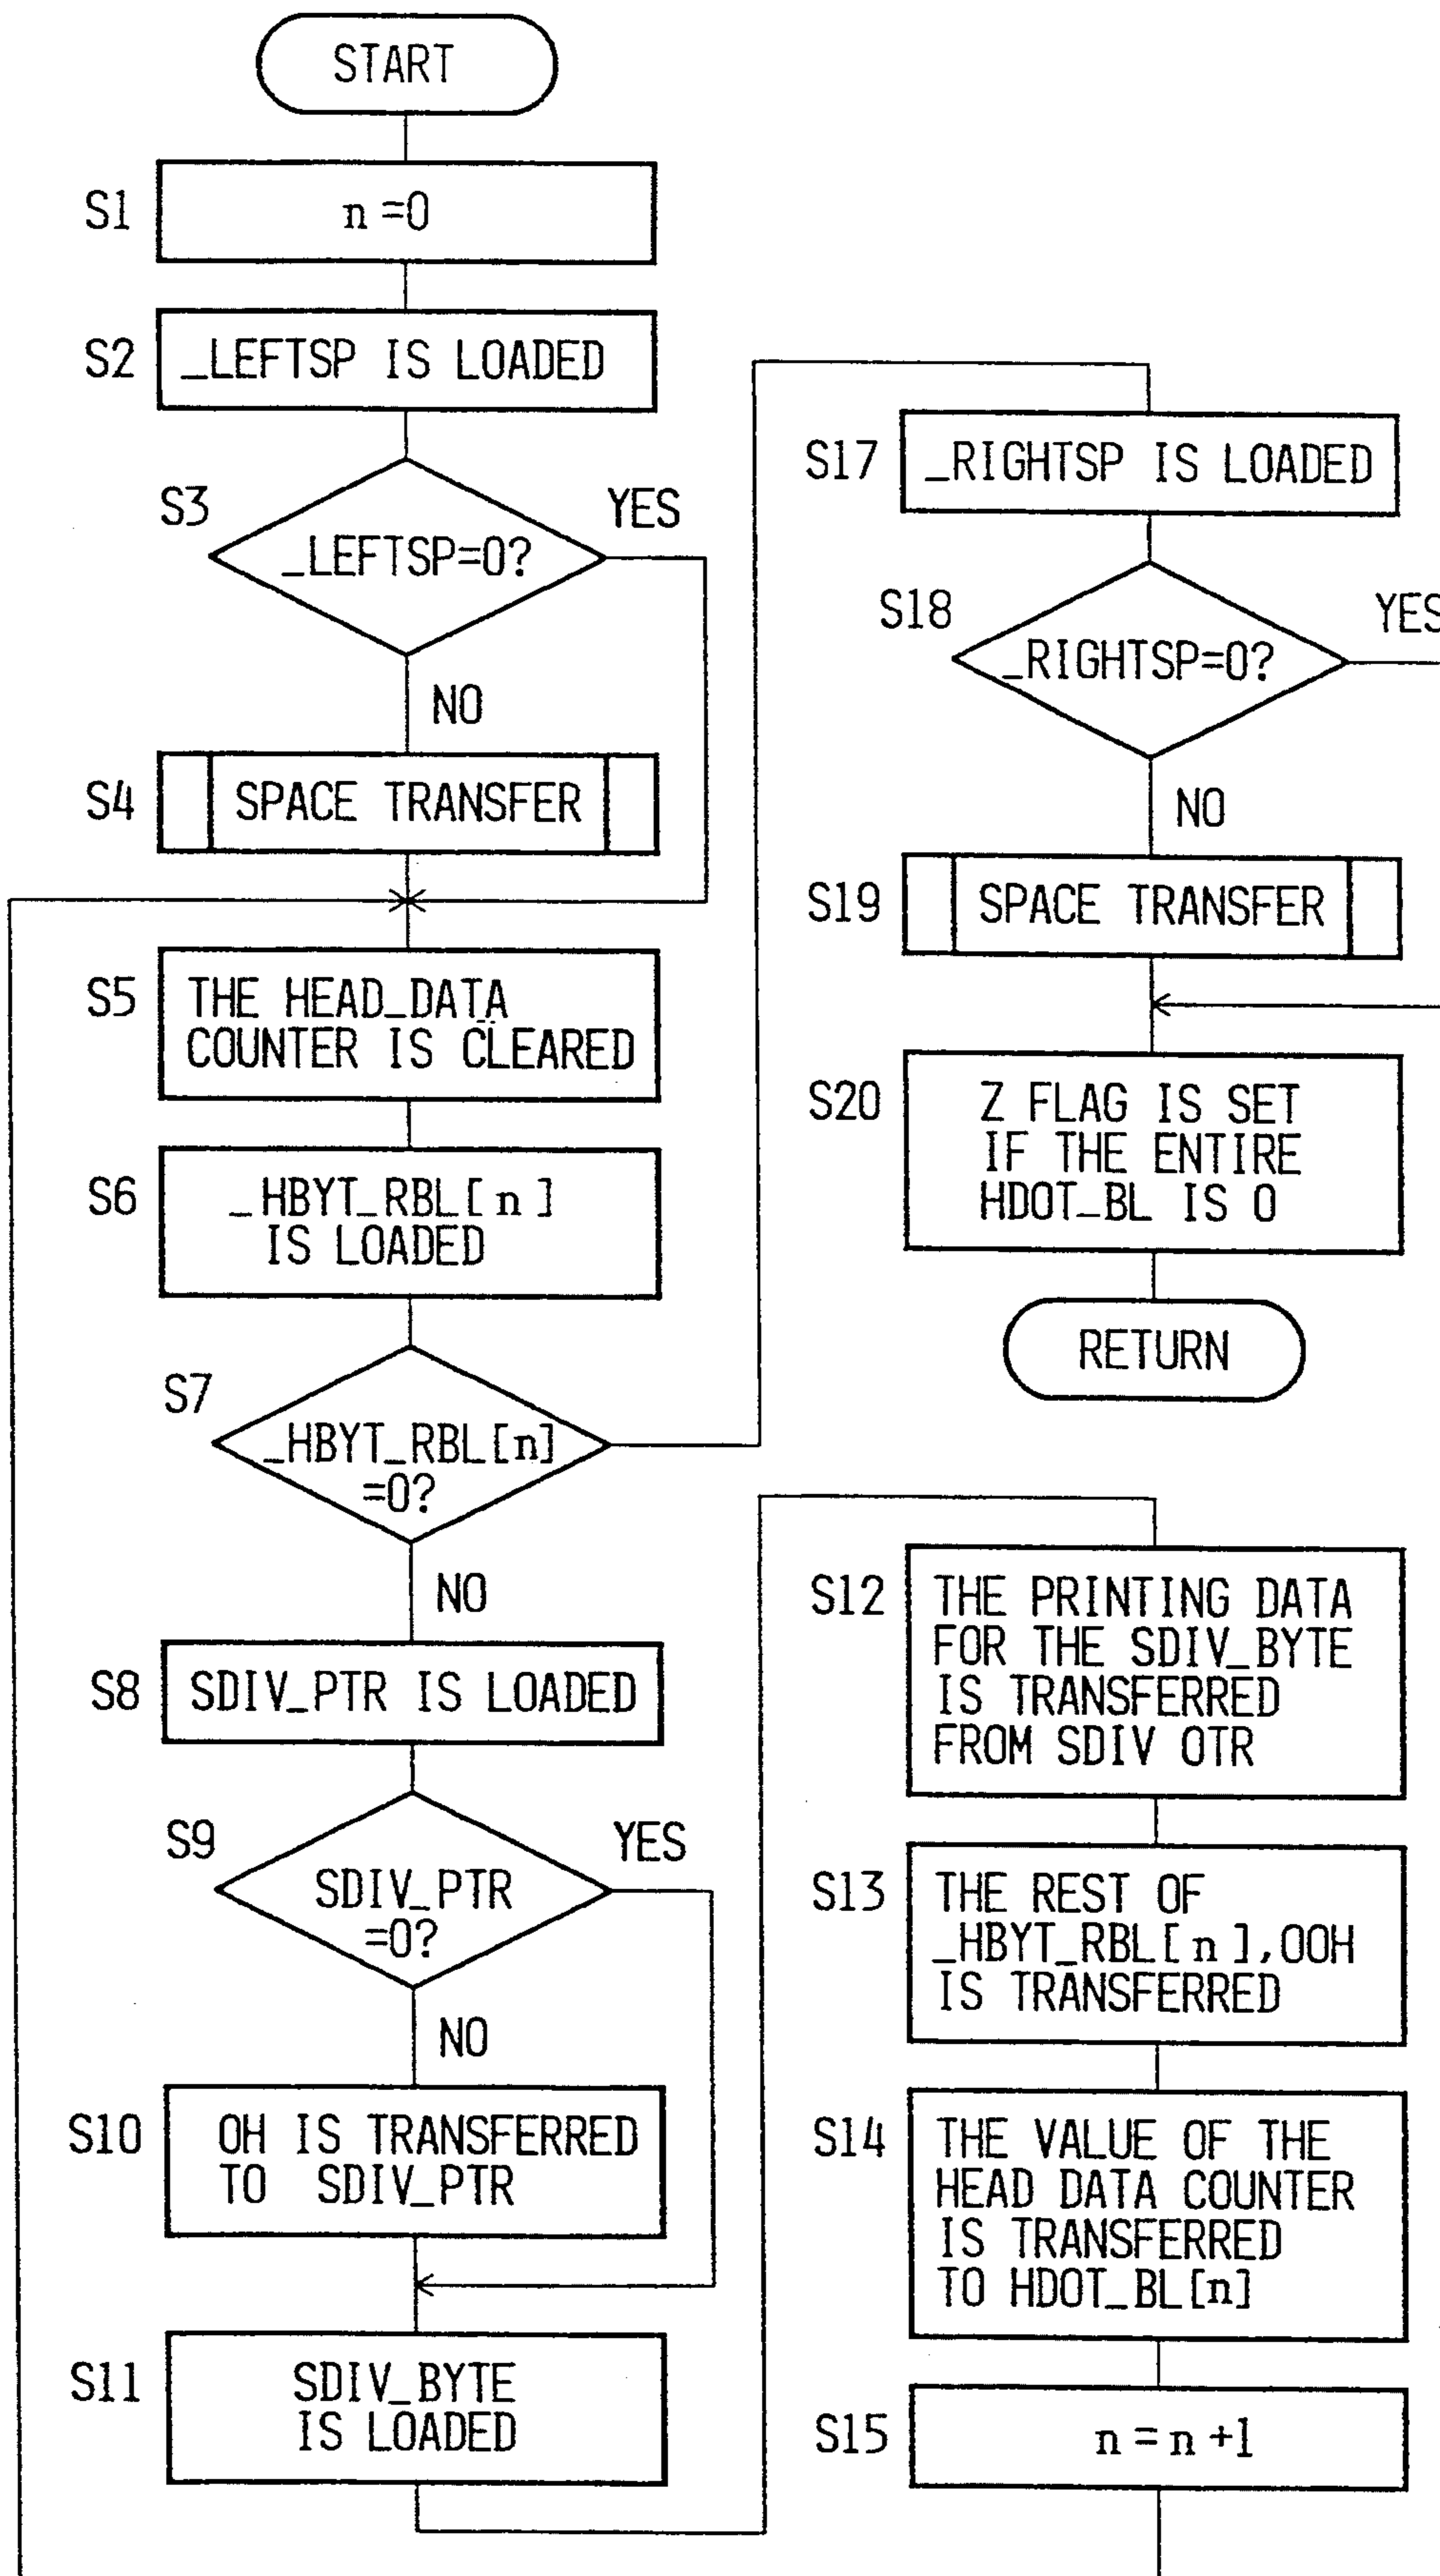 START
S1
n=0
S2
_LEFTSP IS LOADED
S3
_LEFTSP=0?
YES
NO
S4
SPACE TRANSFER
S5
THE HEAD_DATA
COUNTER IS CLEARED
S6
_HBYT_RBL[n]
IS LOADED
S7
_HBYT_RBL[n]
=0?
NO
S8
SDIV_PTR IS LOADED
S9
SDIV_PTR
=0?
YES
NO
S10
OH IS TRANSFERRED
TO SDIV_PTR
S11
SDIV_BYTE
IS LOADED
S17
_RIGHTSP IS LOADED
S18
_RIGHTSP=0?
YES
NO
S19
SPACE TRANSFER
S20
Z FLAG IS SET
IF THE ENTIRE
HDOT_BL IS 0
RETURN
S12
THE PRINTING DATA
FOR THE SDIV_BYTE
IS TRANSFERRED
FROM SDIV OTR
S13
THE REST OF
_HBYT_RBL[n],OOH
IS TRANSFERRED
S14
THE VALUE OF THE
HEAD DATA COUNTER
IS TRANSFERRED
TO HDOT_BL[n]
S15
n=n+1